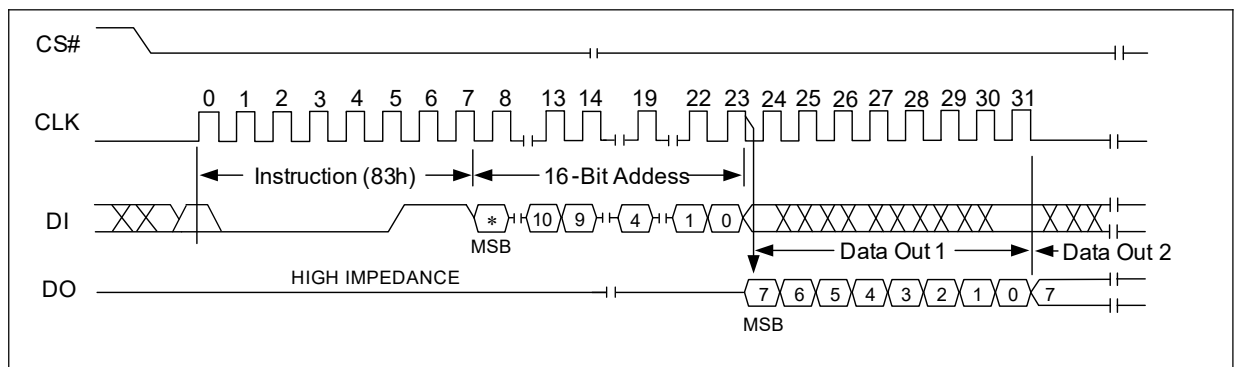 CS#
0 1 2 3 4 5 6 7 8 13 14 19 22 23 24 25 26 27 28 29 30 31
CLK
Instruction (83h) 16-Bit Addess
DI * 10 9 4 1 0
MSB
Data Out 1 Data Out 2
HIGH IMPEDANCE
DO 7 6 5 4 3 2 1 0 7
MSB